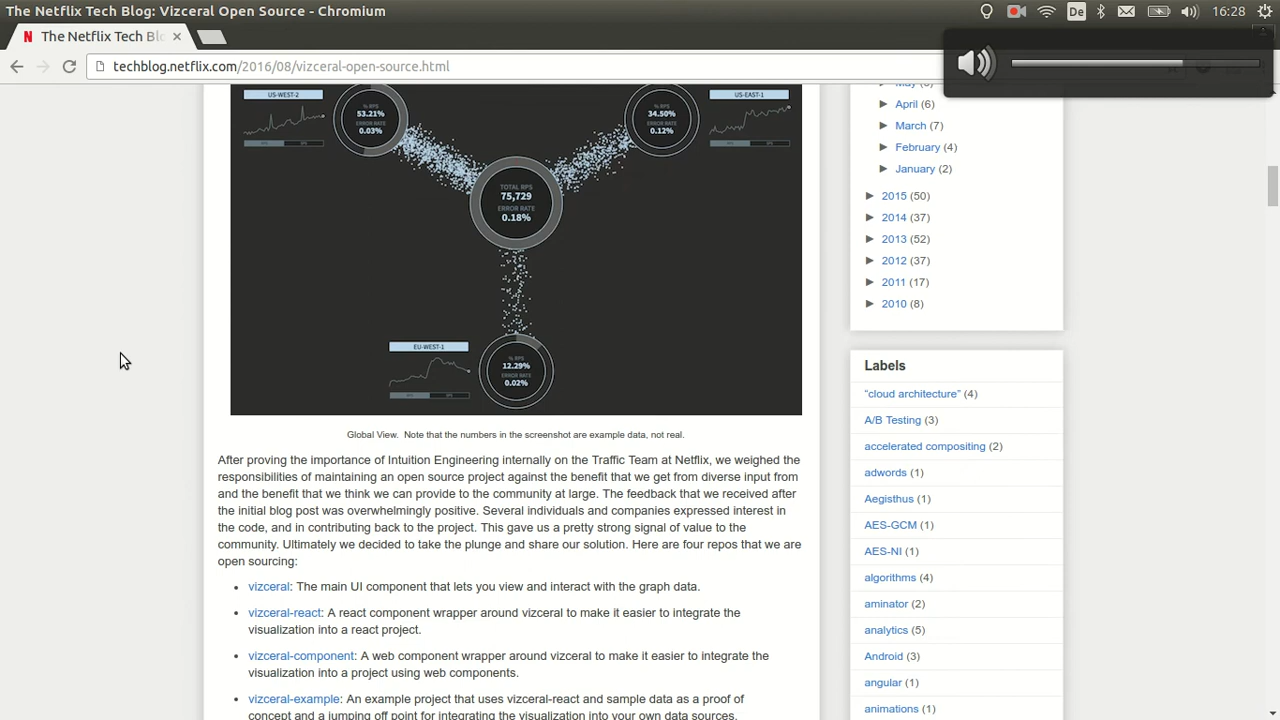 The Netflix Tech Blog: Vizceral Open Source - Chromium
De
16:28
The Netflix Tech Blo
techblog.netflix.com/2016/08/vizceral-open-source.html
US-WEST-2
% RPS
53.21%
ERROR RATE
0.03%
% RPS
34.50%
ERROR RATE
0.12%
US-EAST-1
TOTAL RPS
75,729
ERROR RATE
0.18%
EU-WEST-1
% RPS
12.29%
ERROR RATE
0.02%
Global View.  Note that the numbers in the screenshot are example data, not real.
After proving the importance of Intuition Engineering internally on the Traffic Team at Netflix, we weighed the
responsibilities of maintaining an open source project against the benefit that we get from diverse input from
and the benefit that we think we can provide to the community at large. The feedback that we received after
the initial blog post was overwhelmingly positive. Several individuals and companies expressed interest in
the code, and in contributing back to the project. This gave us a pretty strong signal of value to the
community. Ultimately we decided to take the plunge and share our solution. Here are four repos that we are
open sourcing:
vizceral: The main UI component that lets you view and interact with the graph data.
vizceral-react: A react component wrapper around vizceral to make it easier to integrate the
visualization into a react project.
vizceral-component: A web component wrapper around vizceral to make it easier to integrate the
visualization into a project using web components.
vizceral-example: An example project that uses vizceral-react and sample data as a proof of
concept and a jumping off point for integrating the visualization into your own data sources.
April (6)
March (7)
February (4)
January (2)
2015 (50)
2014 (37)
2013 (52)
2012 (37)
2011 (17)
2010 (8)
Labels
“cloud architecture” (4)
A/B Testing (3)
accelerated compositing (2)
adwords (1)
Aegisthus (1)
AES-GCM (1)
AES-NI (1)
algorithms (4)
aminator (2)
analytics (5)
Android (3)
angular (1)
animations (1)